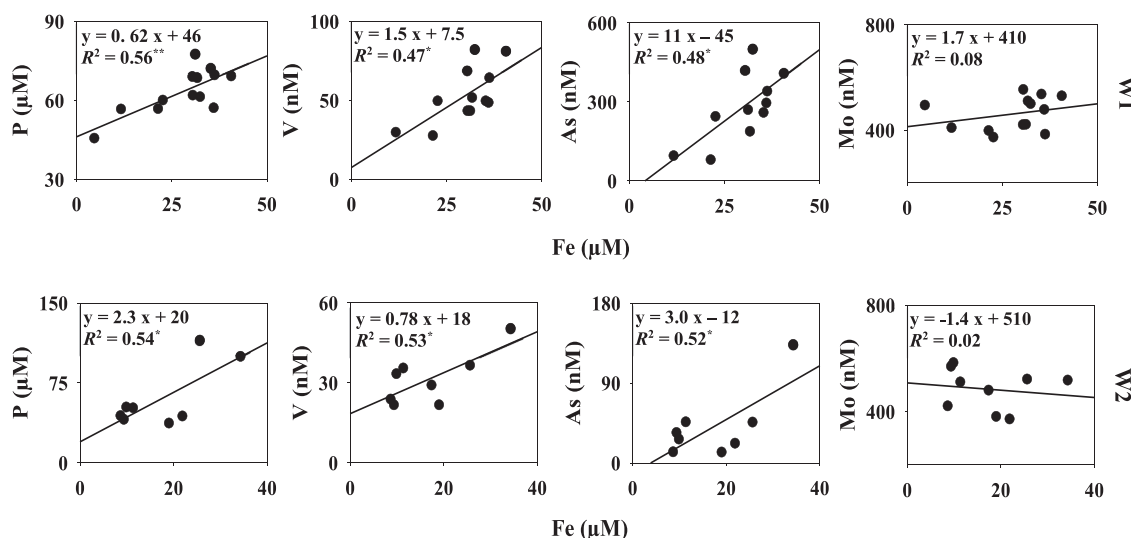 y = 0. 62 x + 46
R² = 0.56**
P (µM)
90
60
30
0 25 50
y = 1.5 x + 7.5
R² = 0.47*
V (nM)
100
50
0
0 25 50
y = 11 x – 45
R² = 0.48*
As (nM)
600
300
0
0 25 50
y = 1.7 x + 410
R² = 0.08
Mo (nM)
800
400
0 25 50
W1
Fe (µM)
y = 2.3 x + 20
R² = 0.54*
P (µM)
150
75
0
0 20 40
y = 0.78 x + 18
R² = 0.53*
V (nM)
60
30
0
0 20 40
y = 3.0 x – 12
R² = 0.52*
As (nM)
180
90
0
0 20 40
y = -1.4 x + 510
R² = 0.02
Mo (nM)
800
400
0 20 40
W2
Fe (µM)